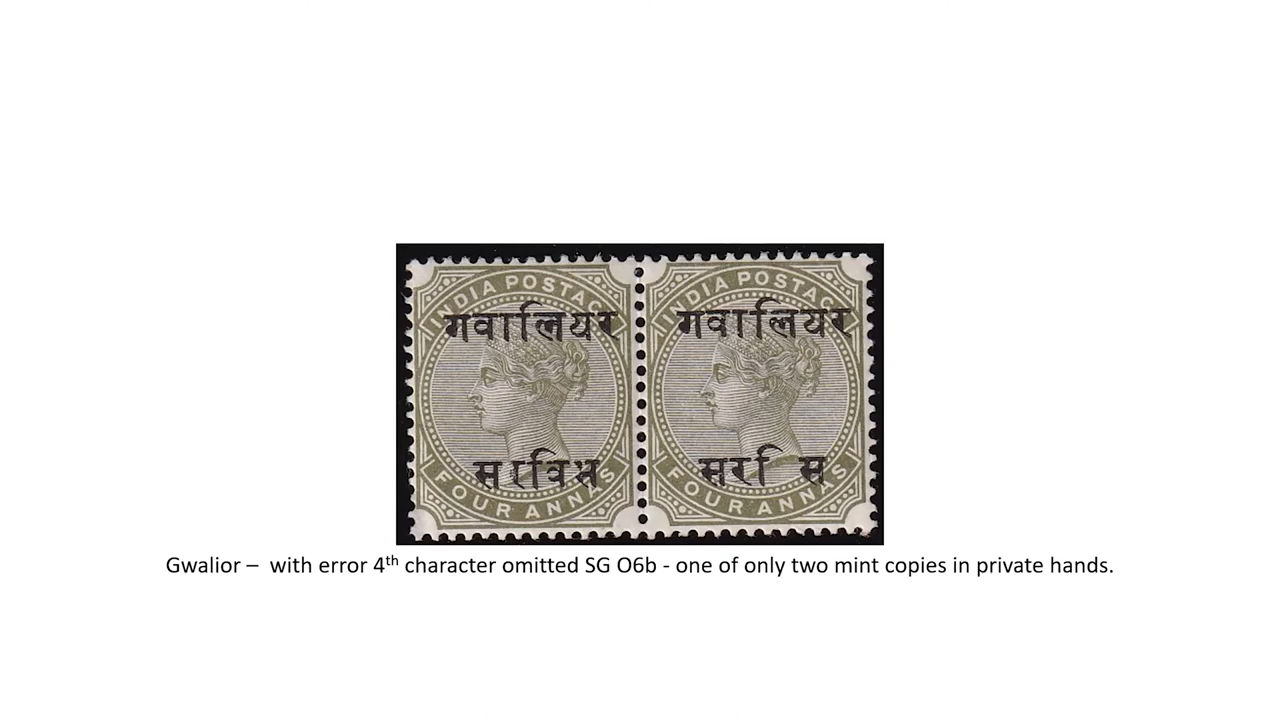 INDIA POSTAGE INDIA POSTAGE
गवालियर गवालियर
सरविस सरि स
FOUR ANNAS FOUR ANNAS
Gwalior – with error 4th character omitted SG O6b - one of only two mint copies in private hands.